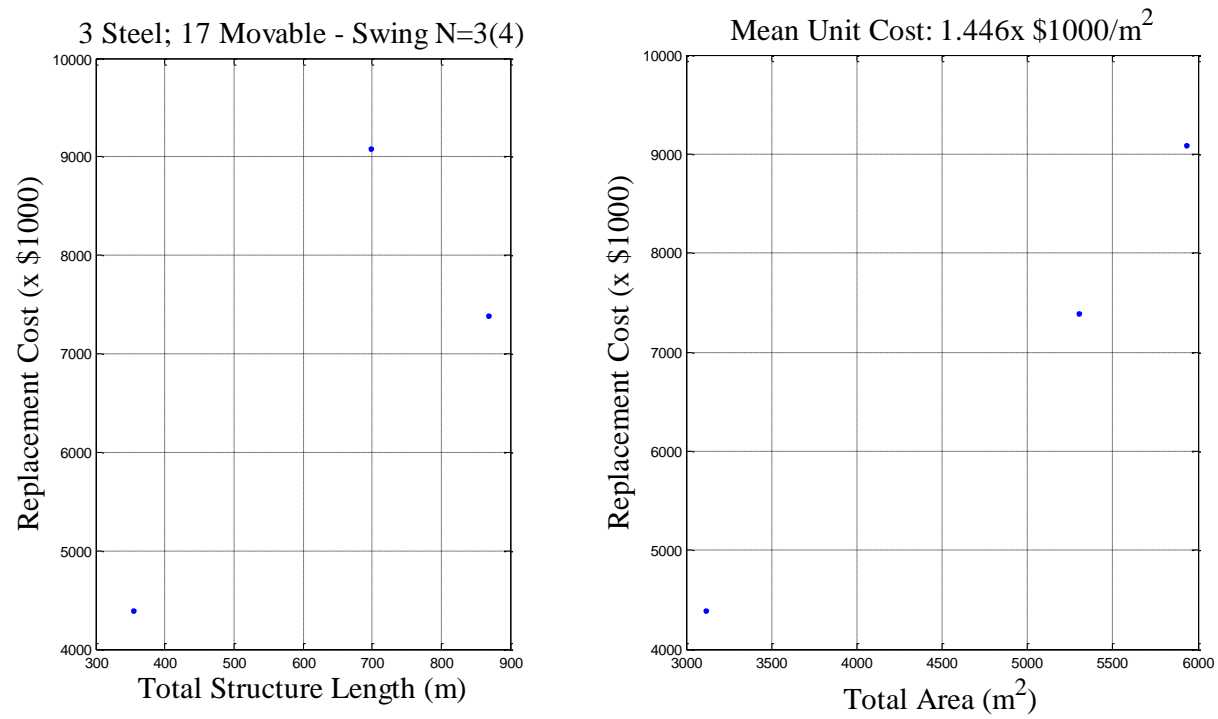 3 Steel; 17 Movable - Swing N=3(4)
10000
9000
8000
7000
6000
5000
4000
Replacement Cost (x $1000)
300 400 500 600 700 800 900
Total Structure Length (m)
Mean Unit Cost: 1.446x $1000/m²
10000
9000
8000
7000
6000
5000
4000
Replacement Cost (x $1000)
3000 3500 4000 4500 5000 5500 6000
Total Area (m²)